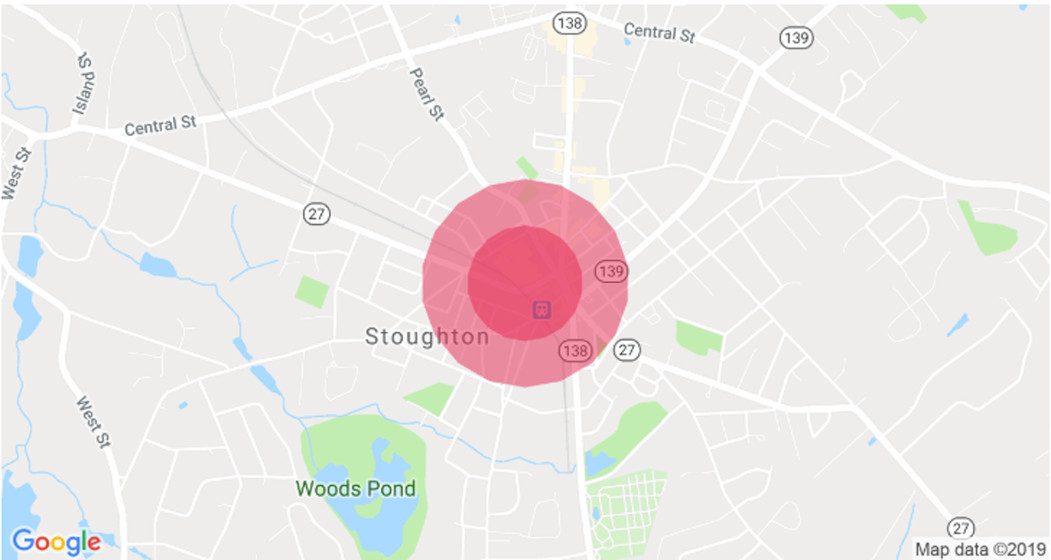 138
Central St
139
Island St
Pearl St
Central St
West St
27
139
Stoughton
138
27
West St
Woods Pond
27
Google
Map data ©2019